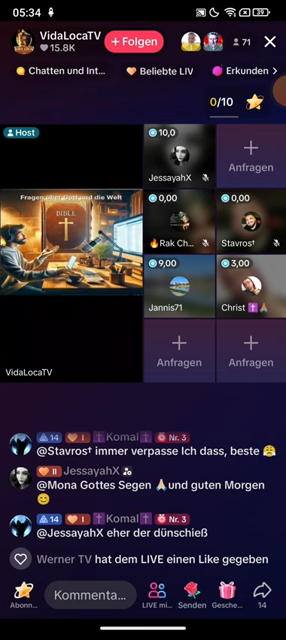 05:34
39
VidaLocaTV
15.8K
+ Folgen
71
Chatten und Int...
Beliebte LIV
Erkunden
0/10
Host
10,0
JessayahX
Anfragen
Fragen über Gott und die Welt
BIBLE
0,00
Rak Ch...
0,00
Stavros†
9,00
Jannis71
3,00
Christ ✝️🙏🏽
Anfragen
Anfragen
VidaLocaTV
14 I ✝️Komal✝️ Nr. 3
@Stavros† immer verpasse Ich dass, beste 😤
II JessayahX
@Mona Gottes Segen 🙏🏻und guten Morgen
😊
14 I ✝️Komal✝️ Nr. 3
@JessayahX eher der dünschieß
Werner TV hat dem LIVE einen Like gegeben
Abonn...
Kommenta...
LIVE mi...
Senden
Gesche...
14